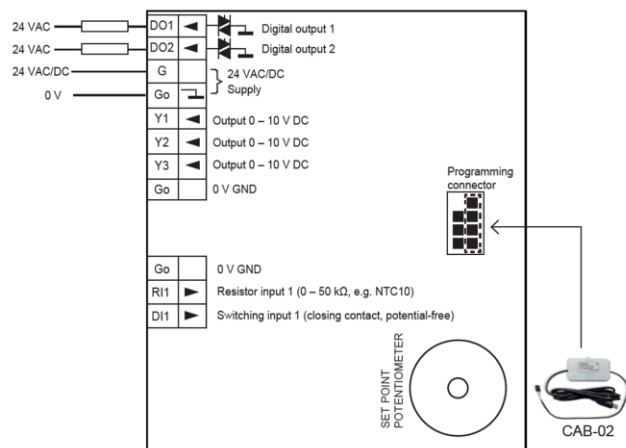 24 VAC DO1 Digital output 1
24 VAC DO2 Digital output 2
24 VAC/DC G 24 VAC/DC
Supply
0 V Go
Y1 Output 0 – 10 V DC
Y2 Output 0 – 10 V DC
Y3 Output 0 – 10 V DC
Go 0 V GND
Programming
connector
Go 0 V GND
RI1 Resistor input 1 (0 – 50 kΩ, e.g. NTC10)
DI1 Switching input 1 (closing contact, potential-free)
SET POINT
POTENTIOMETER
CAB-02